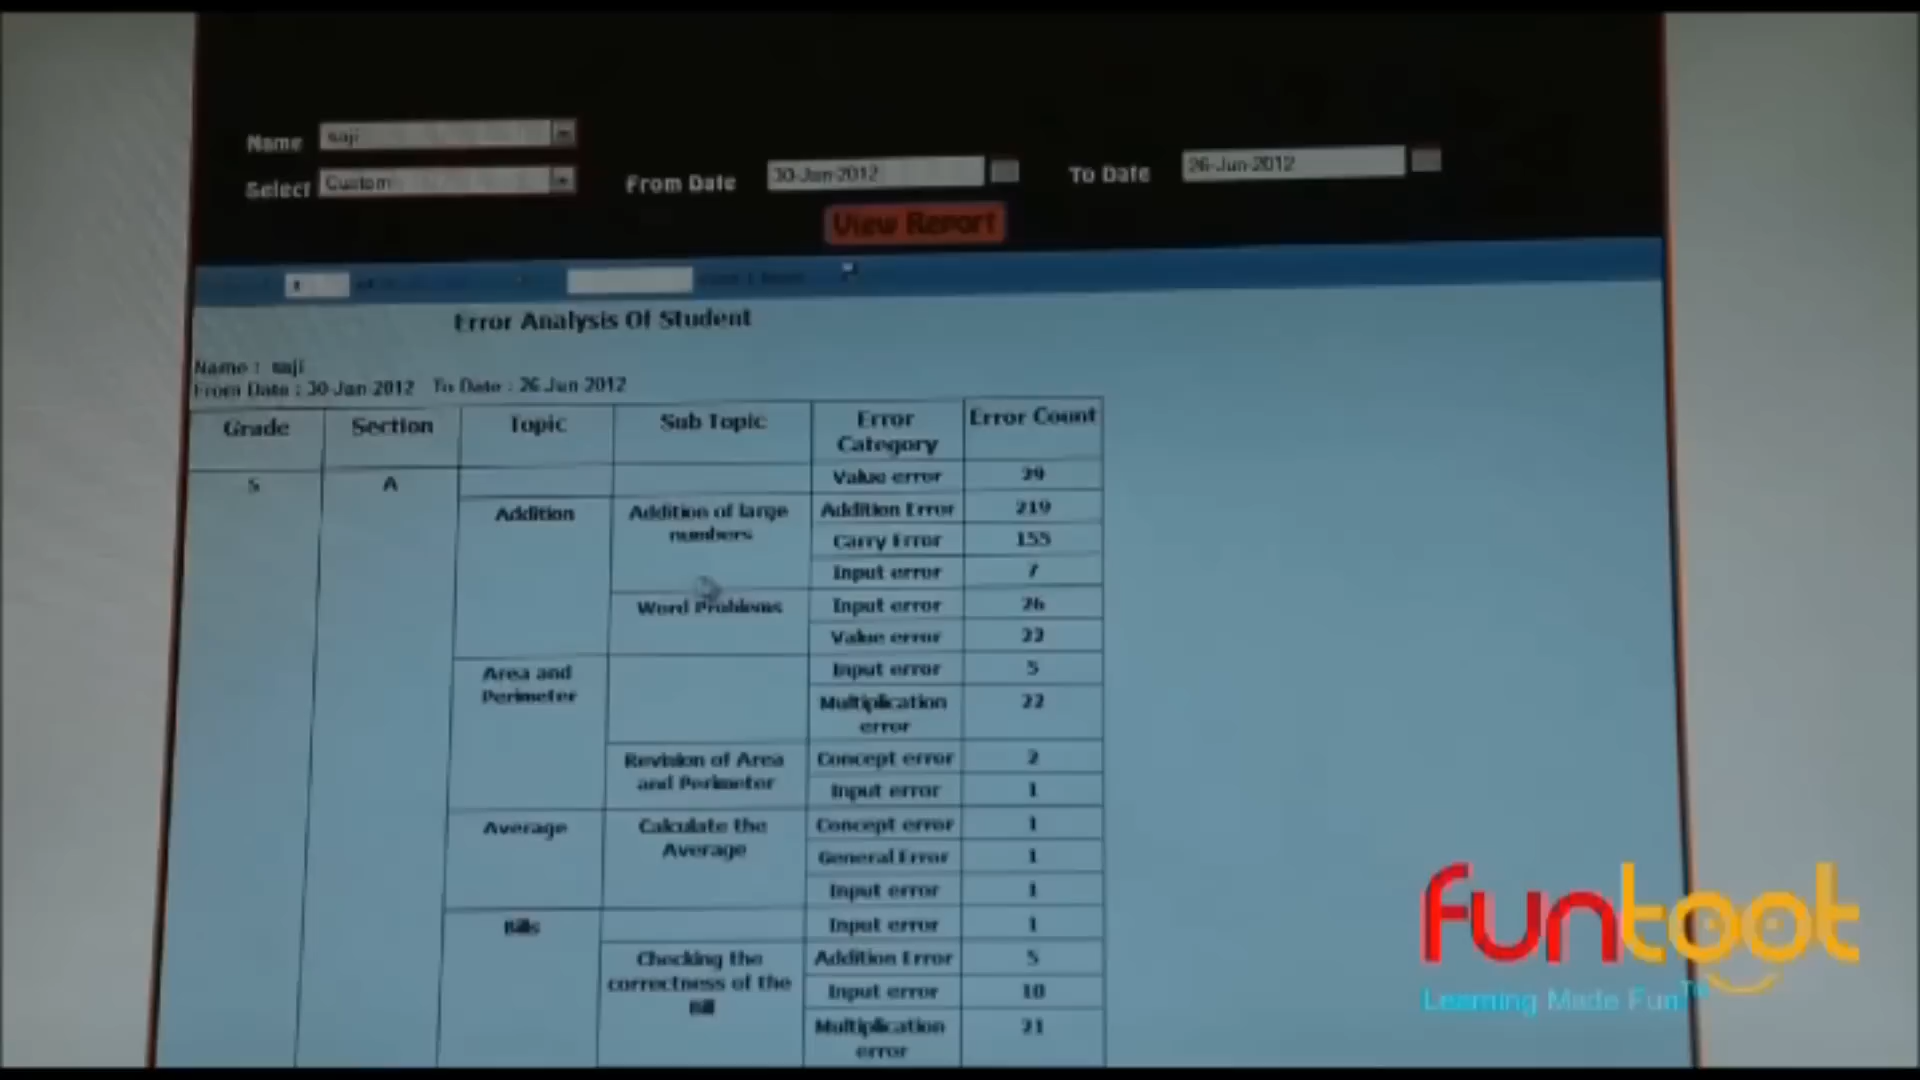 Name saji
Select Custom From Date 30-Jan-2012 To Date 26-Jun-2012
View Report
Error Analysis Of Student
Name : saji
From Date : 30-Jan 2012 To Date : 26 Jun 2012
Grade Section Topic Sub Topic Error Category Error Count
5 A Value error 29
Addition Addition of large numbers Addition Error 219
Carry Error 155
Input error 7
Word Problems Input error 26
Value error 22
Area and Perimeter Input error 5
Multiplication error 22
Revision of Area and Perimeter Concept error 2
Input error 1
Average Calculate the Average Concept error 1
General Error 1
Input error 1
Bills Input error 1
Checking the correctness of the Bill Addition Error 5
Input error 10
Multiplication error 21
funtoot
Learning Made Fun™